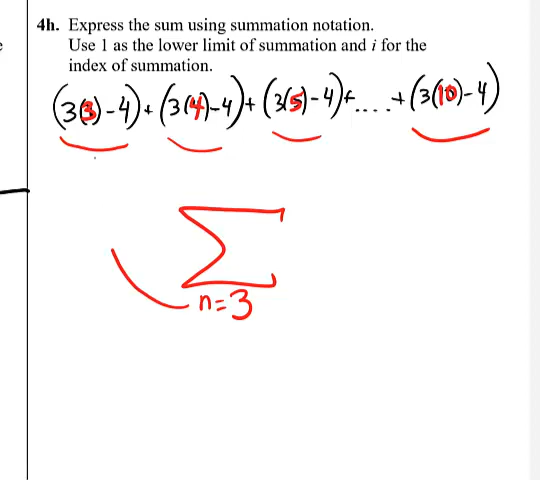 4h. Express the sum using summation notation.
Use 1 as the lower limit of summation and i for the
index of summation.
(3(3)-4)+(3(4)-4)+(3(5)-4)+....+(3(10)-4)
Σ
n=3